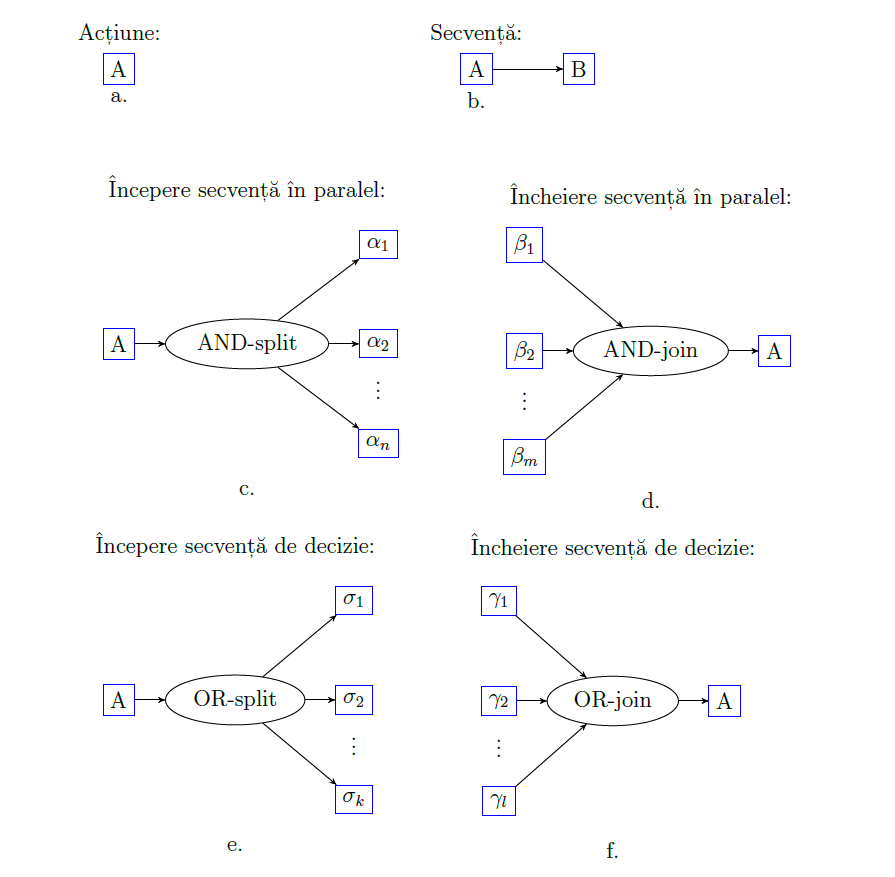 Acțiune:
A
a.
Secvență:
A
B
b.
Începere secvență în paralel:
A
AND-split
α1
α2
⋮
αn
c.
Încheiere secvență în paralel:
β1
β2
⋮
βm
AND-join
A
d.
Începere secvență de decizie:
A
OR-split
σ1
σ2
⋮
σk
e.
Încheiere secvență de decizie:
γ1
γ2
⋮
γl
OR-join
A
f.